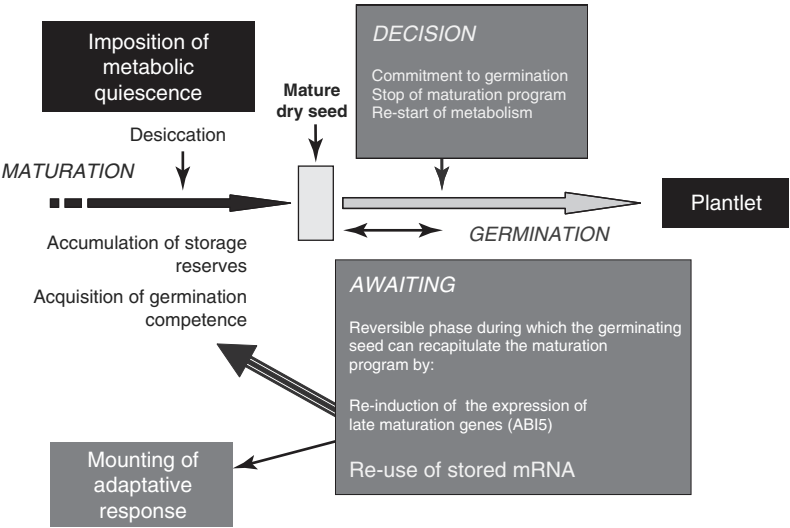 Imposition of
metabolic
quiescence
DECISION
Commitment to germination
Stop of maturation program
Re-start of metabolism
Mature
dry seed
Desiccation
MATURATION
Plantlet
GERMINATION
Accumulation of storage
reserves
Acquisition of germination
competence
AWAITING
Reversible phase during which the germinating
seed can recapitulate the maturation
program by:
Re-induction of the expression of
late maturation genes (ABI5)
Re-use of stored mRNA
Mounting of
adaptative
response